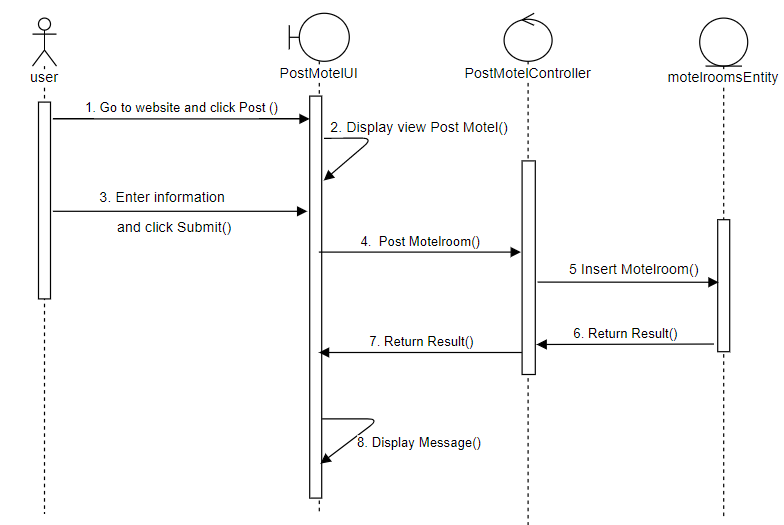 user
PostMotelUI
PostMotelController
motelroomsEntity
1. Go to website and click Post ()
2. Display view Post Motel()
3. Enter information
and click Submit()
4. Post Motelroom()
5 Insert Motelroom()
6. Return Result()
7. Return Result()
8. Display Message()